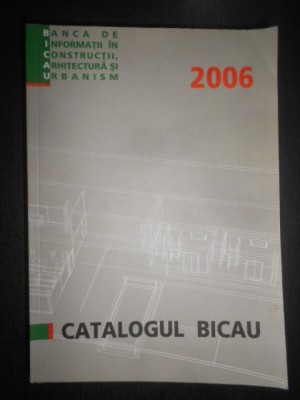 BANCA DE
INFORMAȚII ÎN
CONSTRUCȚII,
ARHITECTURĂ ȘI
URBANISM
2006
CATALOGUL BICAU